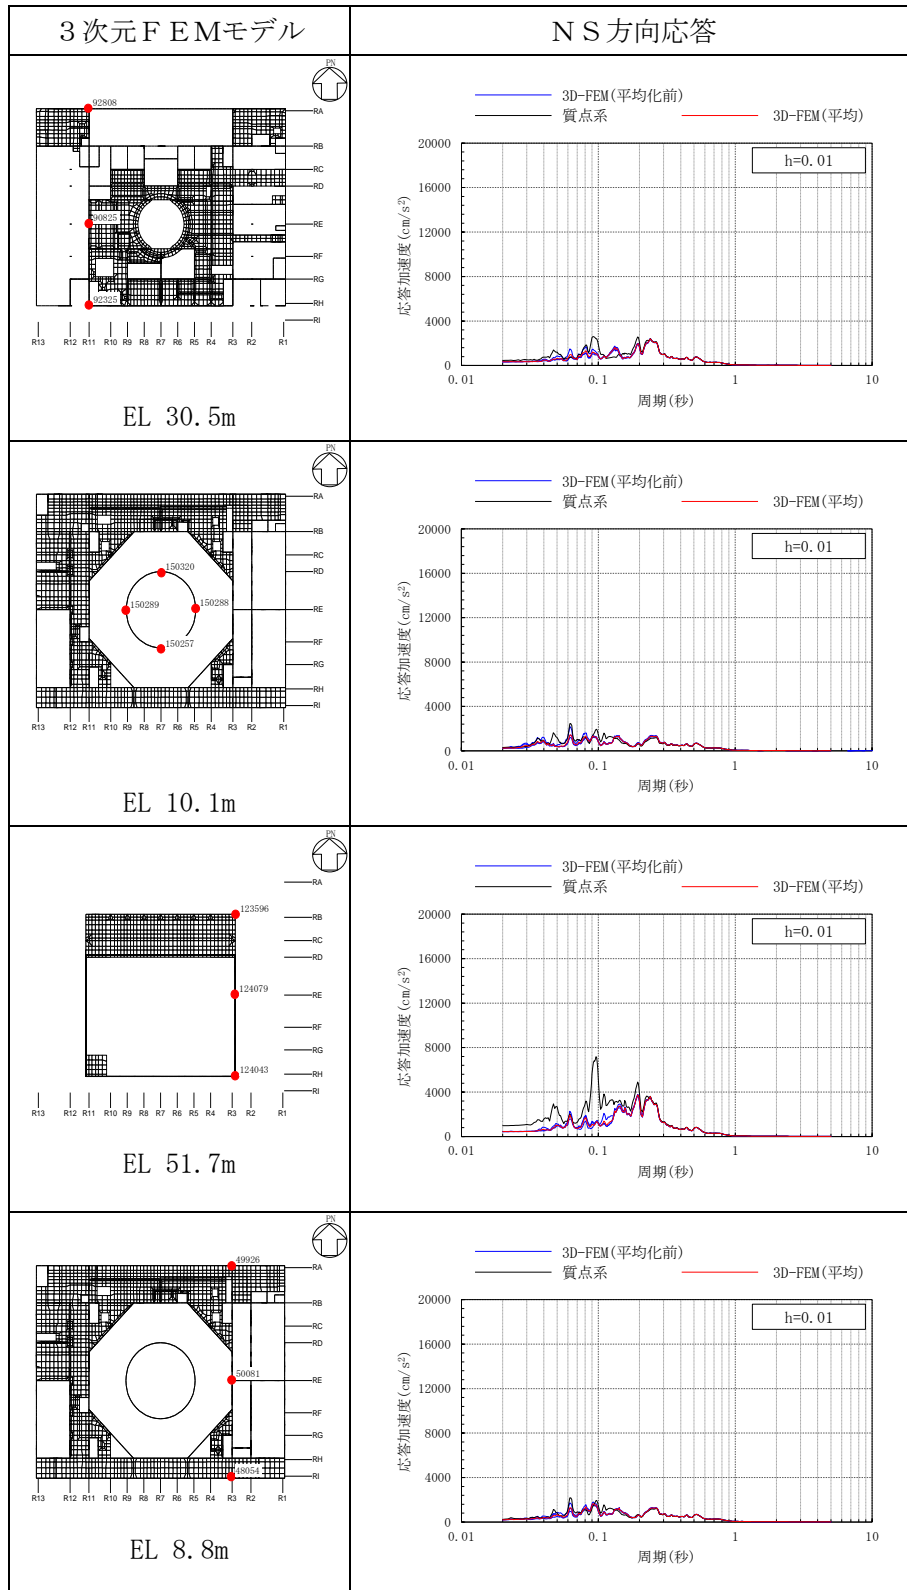 ３次元ＦＥＭモデル
ＮＳ方向応答
PN
92808
90825
92325
RA
RB
RC
RD
RE
RF
RG
RH
RI
R13 R12 R11 R10 R9 R8 R7 R6 R5 R4 R3 R2 R1
EL 30.5m
3D-FEM(平均化前)
質点系 3D-FEM(平均)
h=0.01
応答加速度(cm/s²)
20000
16000
12000
8000
4000
0
0.01 0.1 1 10
周期(秒)
PN
150320
150289
150288
150257
RA
RB
RC
RD
RE
RF
RG
RH
RI
R13 R12 R11 R10 R9 R8 R7 R6 R5 R4 R3 R2 R1
EL 10.1m
3D-FEM(平均化前)
質点系 3D-FEM(平均)
h=0.01
応答加速度(cm/s²)
20000
16000
12000
8000
4000
0
0.01 0.1 1 10
周期(秒)
PN
123596
124079
124043
RA
RB
RC
RD
RE
RF
RG
RH
RI
R13 R12 R11 R10 R9 R8 R7 R6 R5 R4 R3 R2 R1
EL 51.7m
3D-FEM(平均化前)
質点系 3D-FEM(平均)
h=0.01
応答加速度(cm/s²)
20000
16000
12000
8000
4000
0
0.01 0.1 1 10
周期(秒)
PN
49926
50081
48054
RA
RB
RC
RD
RE
RF
RG
RH
RI
R13 R12 R11 R10 R9 R8 R7 R6 R5 R4 R3 R2 R1
EL 8.8m
3D-FEM(平均化前)
質点系 3D-FEM(平均)
h=0.01
応答加速度(cm/s²)
20000
16000
12000
8000
4000
0
0.01 0.1 1 10
周期(秒)